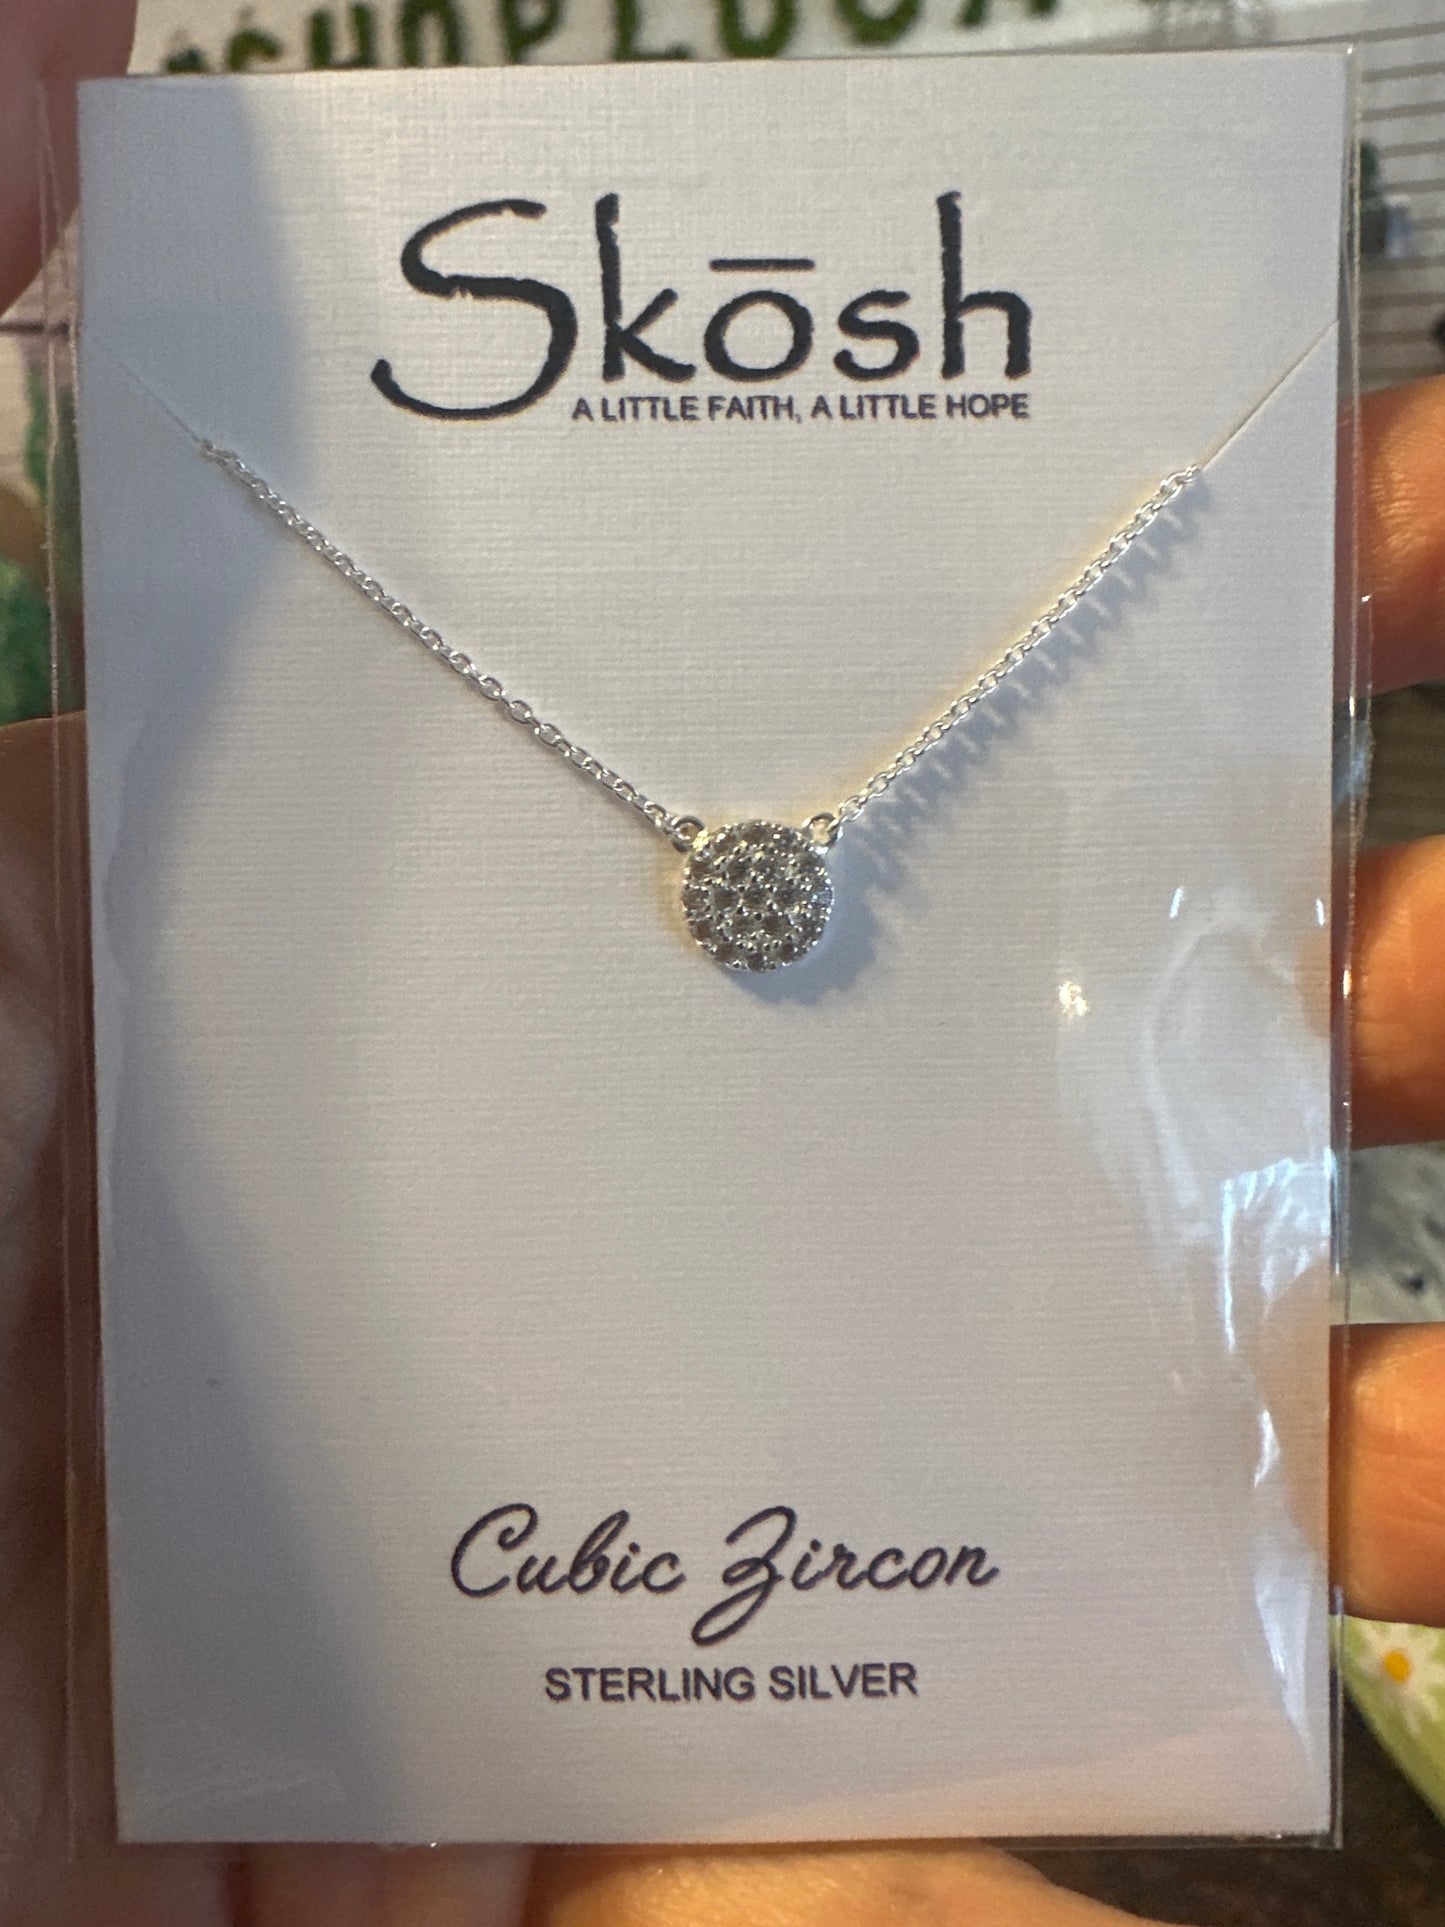 Skōsh
A LITTLE FAITH, A LITTLE HOPE
Cubic Zircon
STERLING SILVER